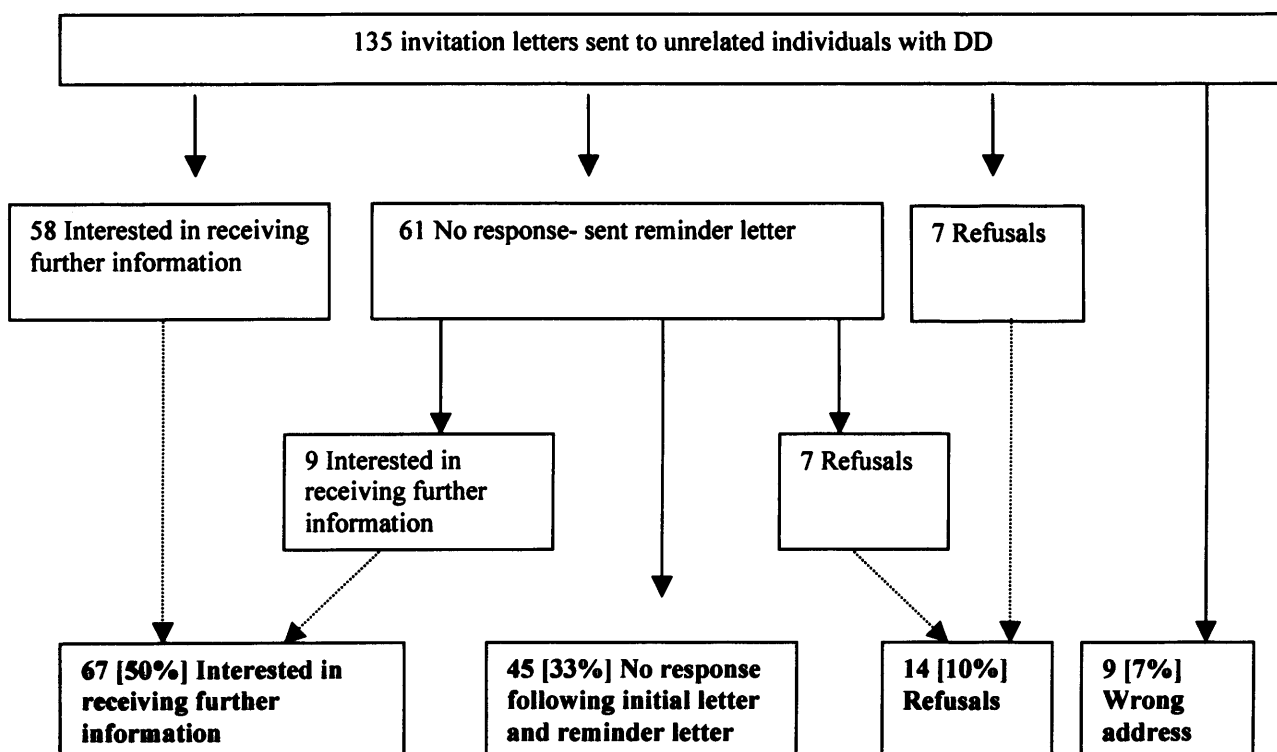 135 invitation letters sent to unrelated individuals with DD
58 Interested in receiving
further information
61 No response- sent reminder letter
7 Refusals
9 Interested in
receiving further
information
7 Refusals
67 [50%] Interested in
receiving further
information
45 [33%] No response
following initial letter
and reminder letter
14 [10%]
Refusals
9 [7%]
Wrong
address